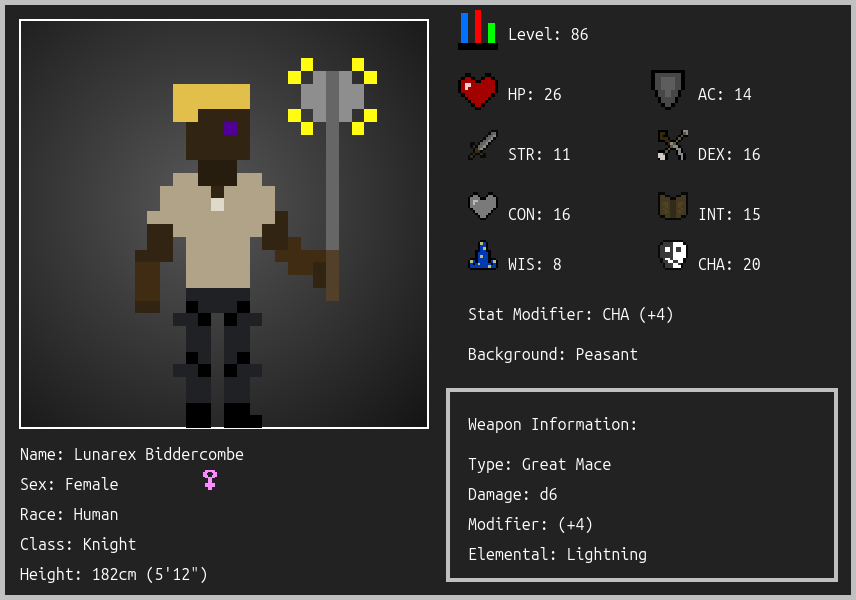 Level: 86
HP: 26
AC: 14
STR: 11
DEX: 16
CON: 16
INT: 15
WIS: 8
CHA: 20
Stat Modifier: CHA (+4)
Background: Peasant
Weapon Information:
Type: Great Mace
Damage: d6
Modifier: (+4)
Elemental: Lightning
Name: Lunarex Biddercombe
Sex: Female
Race: Human
Class: Knight
Height: 182cm (5'12")